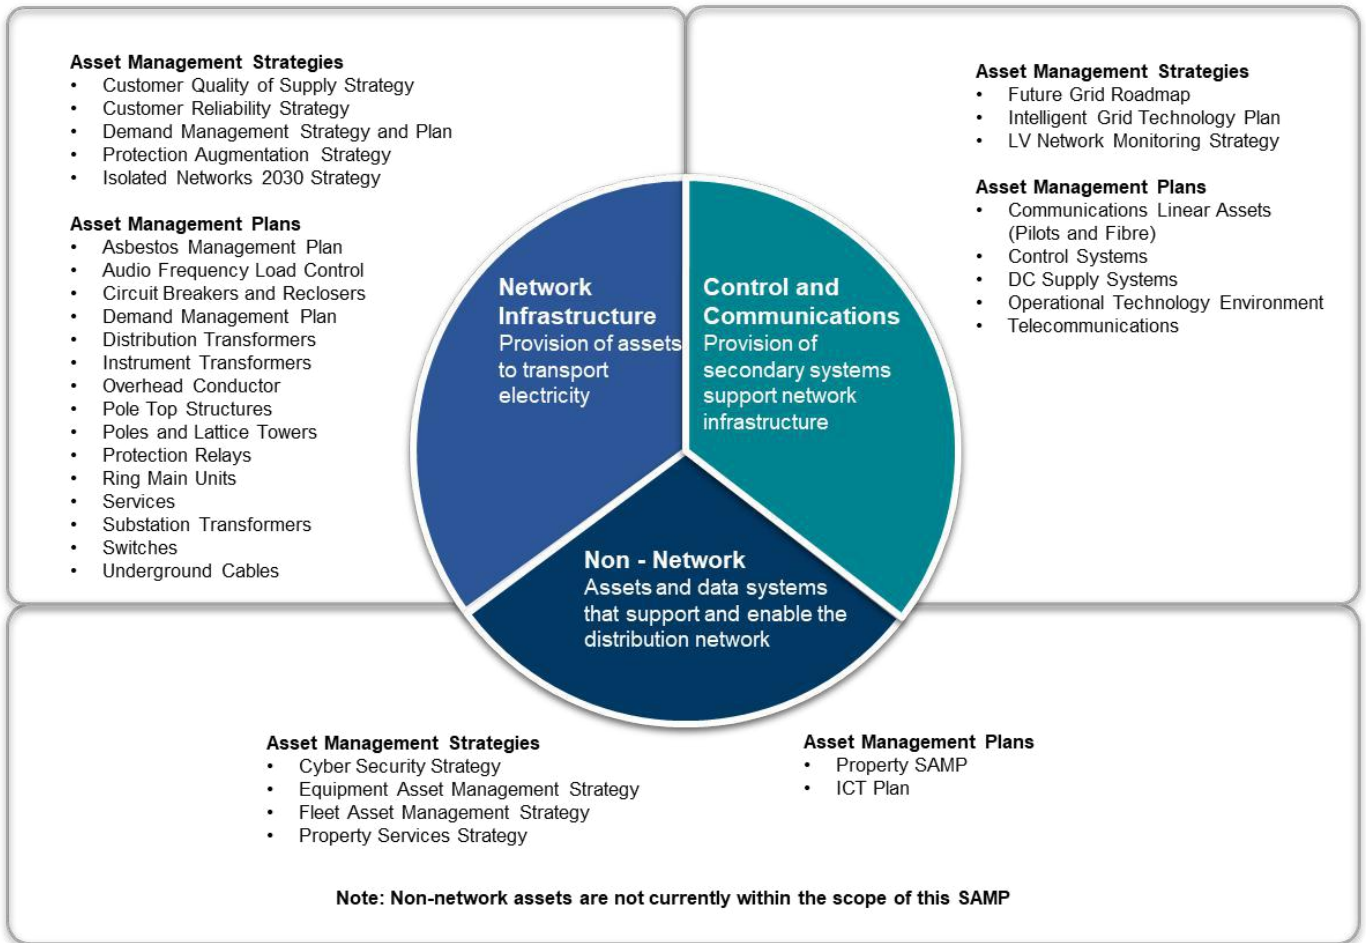 Asset Management Strategies
• Customer Quality of Supply Strategy
• Customer Reliability Strategy
• Demand Management Strategy and Plan
• Protection Augmentation Strategy
• Isolated Networks 2030 Strategy
Asset Management Plans
• Asbestos Management Plan
• Audio Frequency Load Control
• Circuit Breakers and Reclosers
• Demand Management Plan
• Distribution Transformers
• Instrument Transformers
• Overhead Conductor
• Pole Top Structures
• Poles and Lattice Towers
• Protection Relays
• Ring Main Units
• Services
• Substation Transformers
• Switches
• Underground Cables
Asset Management Strategies
• Future Grid Roadmap
• Intelligent Grid Technology Plan
• LV Network Monitoring Strategy
Asset Management Plans
• Communications Linear Assets
(Pilots and Fibre)
• Control Systems
• DC Supply Systems
• Operational Technology Environment
• Telecommunications
Network
Infrastructure
Provision of assets
to transport
electricity
Control and
Communications
Provision of
secondary systems
support network
infrastructure
Non - Network
Assets and data systems
that support and enable the
distribution network
Asset Management Strategies
• Cyber Security Strategy
• Equipment Asset Management Strategy
• Fleet Asset Management Strategy
• Property Services Strategy
Asset Management Plans
• Property SAMP
• ICT Plan
Note: Non-network assets are not currently within the scope of this SAMP